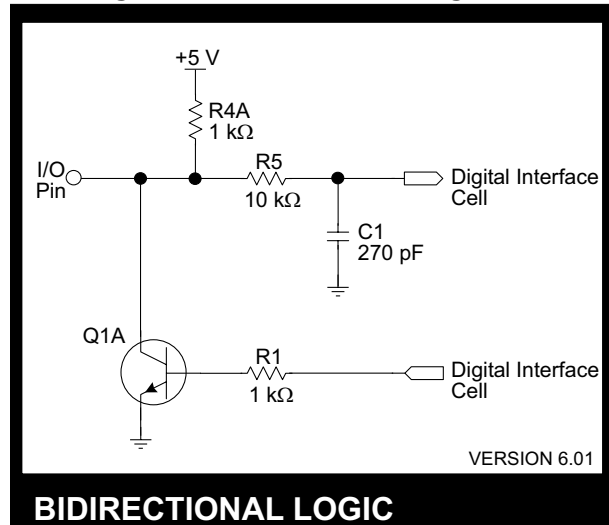 +5 V
R4A
1 kΩ
I/O
Pin
R5
10 kΩ
Digital Interface
Cell
C1
270 pF
Q1A
R1
1 kΩ
Digital Interface
Cell
VERSION 6.01
BIDIRECTIONAL LOGIC